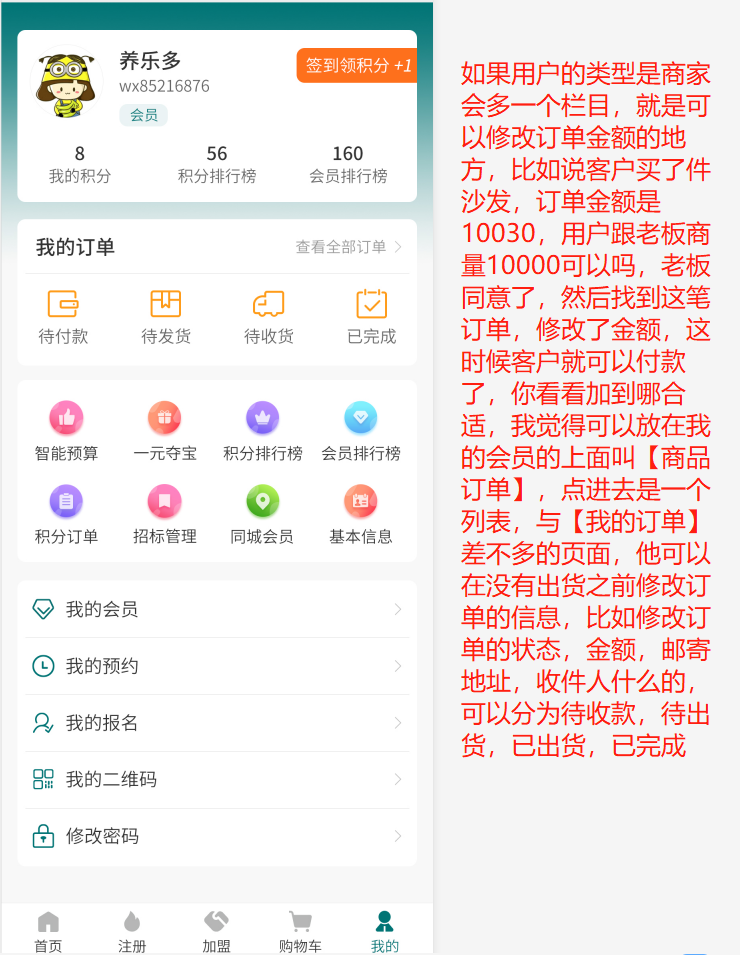 养乐多
签到领积分 +1
wx85216876
会员
8
56
160
我的积分
积分排行榜
会员排行榜
我的订单
查看全部订单
待付款
待发货
待收货
已完成
智能预算
一元夺宝
积分排行榜
会员排行榜
积分订单
招标管理
同城会员
基本信息
我的会员
我的预约
我的报名
我的二维码
修改密码
首页
注册
加盟
购物车
我的
如果用户的类型是商家
会多一个栏目，就是可
以修改订单金额的地
方，比如说客户买了件
沙发，订单金额是
10030，用户跟老板商
量10000可以吗，老板
同意了，然后找到这笔
订单，修改了金额，这
时候客户就可以付款
了，你看看加到哪合
适，我觉得可以放在我
的会员的上面叫【商品
订单】，点进去是一个
列表，与【我的订单】
差不多的页面，他可以
在没有出货之前修改订
单的信息，比如修改订
单的状态，金额，邮寄
地址，收件人什么的，
可以分为待收款，待出
货，已出货，已完成